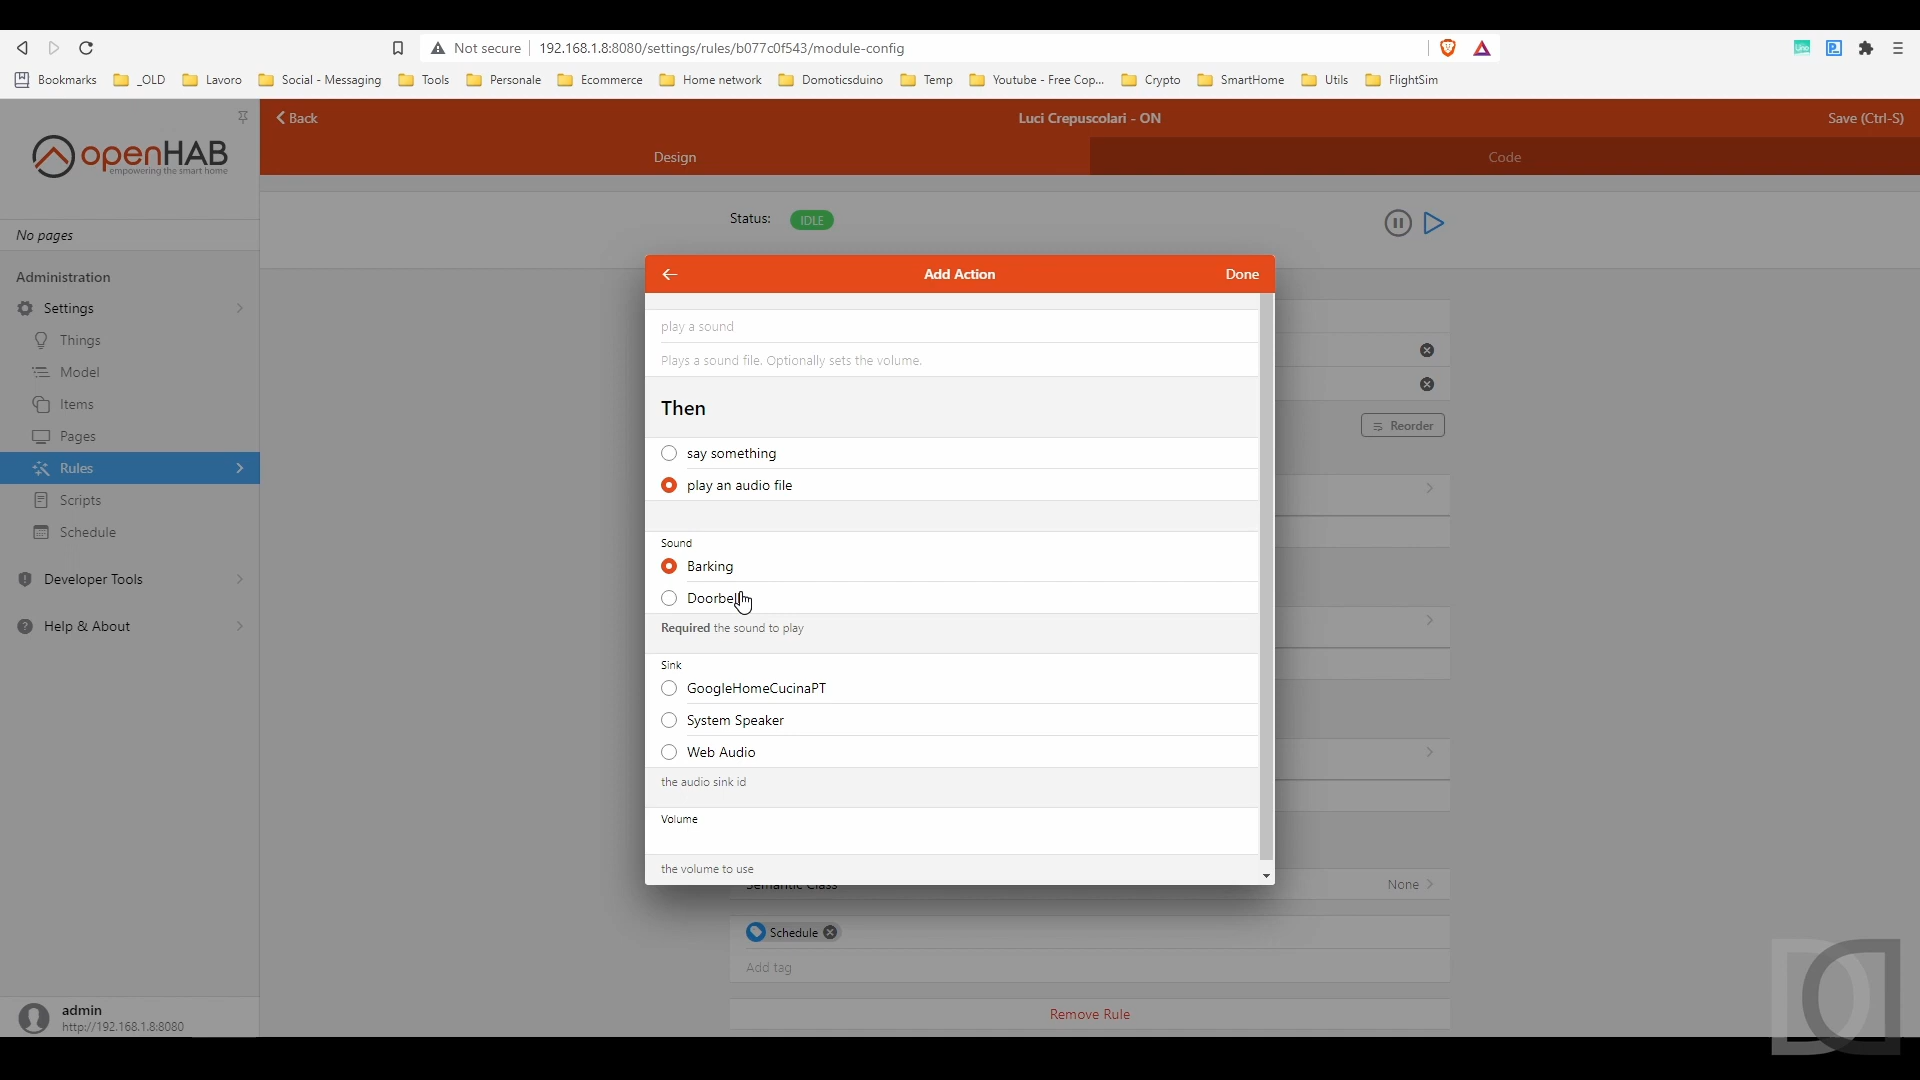 Not secure
192.168.1.8:8080/settings/rules/b077c0f543/module-config
Bookmarks
_OLD
Lavoro
Social - Messaging
Tools
Personale
Ecommerce
Home network
Domoticsduino
Temp
Youtube - Free Cop...
Crypto
SmartHome
Utils
FlightSim
openHAB
empowering the smart home
Back
Luci Crepuscolari - ON
Save (Ctrl-S)
Design
Code
No pages
Administration
Settings
Things
Model
Items
Pages
Rules
Scripts
Schedule
Developer Tools
Help & About
admin
http://192.168.1.8:8080
Status:
IDLE
Add Action
Done
play a sound
Plays a sound file. Optionally sets the volume.
Then
say something
play an audio file
Sound
Barking
Required the sound to play
Sink
GoogleHomeCucinaPT
System Speaker
Web Audio
the audio sink id
Volume
the volume to use
Reorder
Semantic Class
None
Schedule
Add tag
Remove Rule